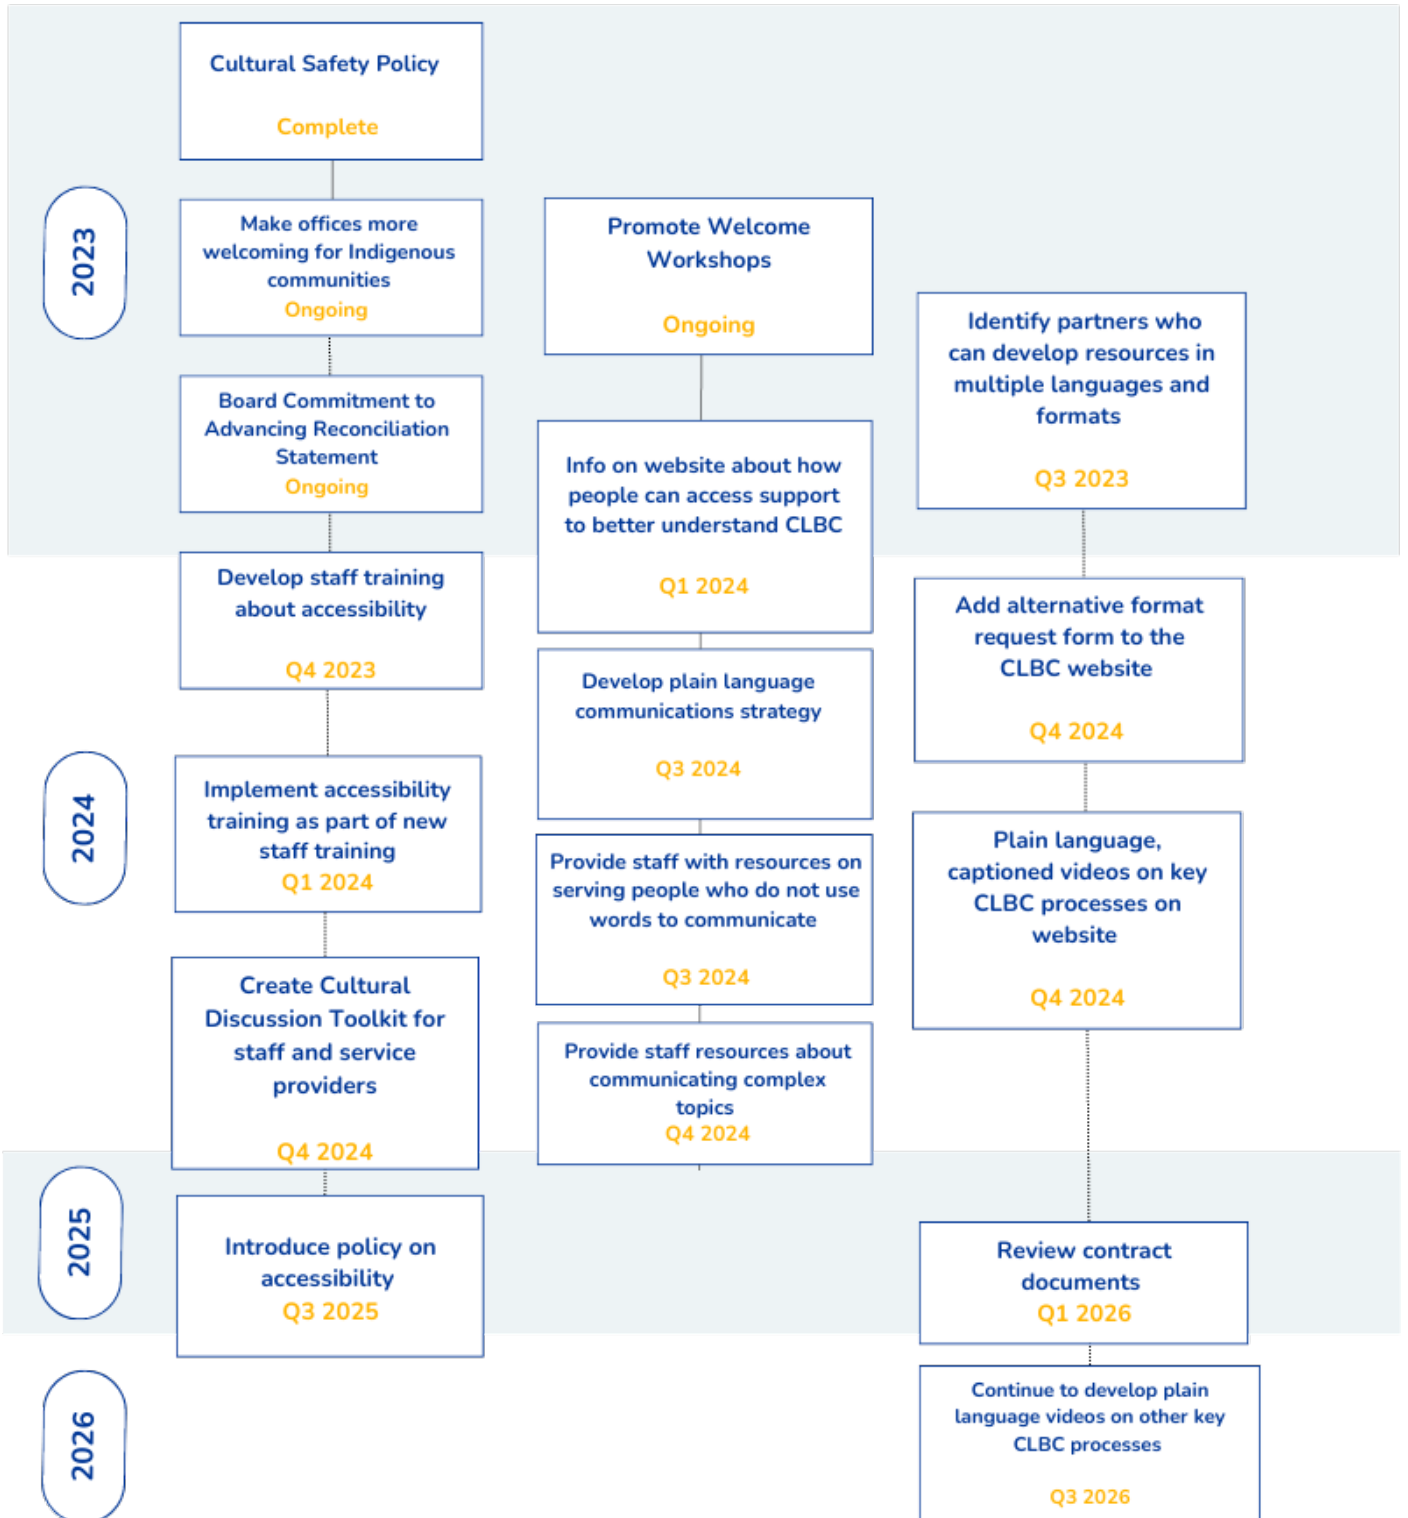 2023
Cultural Safety Policy
Complete
Make offices more
welcoming for Indigenous
communities
Ongoing
Board Commitment to
Advancing Reconciliation
Statement
Ongoing
Develop staff training
about accessibility
Q4 2023
Promote Welcome
Workshops
Ongoing
Info on website about how
people can access support
to better understand CLBC
Q1 2024
Identify partners who
can develop resources in
multiple languages and
formats
Q3 2023
2024
Implement accessibility
training as part of new
staff training
Q1 2024
Create Cultural
Discussion Toolkit for
staff and service
providers
Q4 2024
Develop plain language
communications strategy
Q3 2024
Provide staff with resources on
serving people who do not use
words to communicate
Q3 2024
Provide staff resources about
communicating complex
topics
Q4 2024
Add alternative format
request form to the
CLBC website
Q4 2024
Plain language,
captioned videos on key
CLBC processes on
website
Q4 2024
2025
Introduce policy on
accessibility
Q3 2025
Review contract
documents
Q1 2026
2026
Continue to develop plain
language videos on other key
CLBC processes
Q3 2026